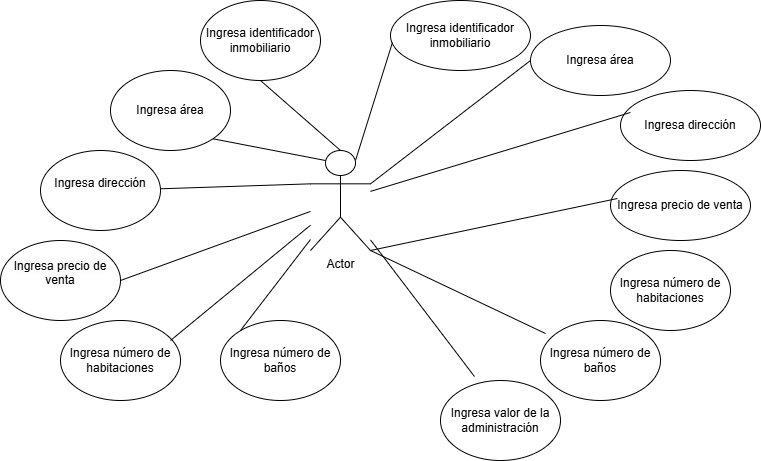 Ingresa identificador
inmobiliario
Ingresa identificador
inmobiliario
Ingresa área
Ingresa área
Ingresa dirección
Ingresa dirección
Ingresa precio de venta
Ingresa precio de
venta
Actor
Ingresa número de
habitaciones
Ingresa número de
habitaciones
Ingresa número de
baños
Ingresa número de
baños
Ingresa valor de la
administración